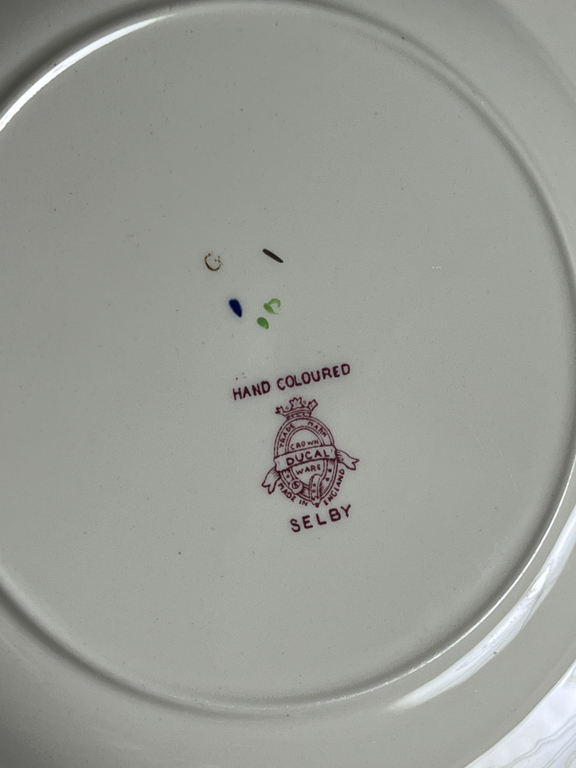 HAND COLOURED
TRADE MARK
CROWN
DUCAL
WARE
MADE IN ENGLAND
SELBY